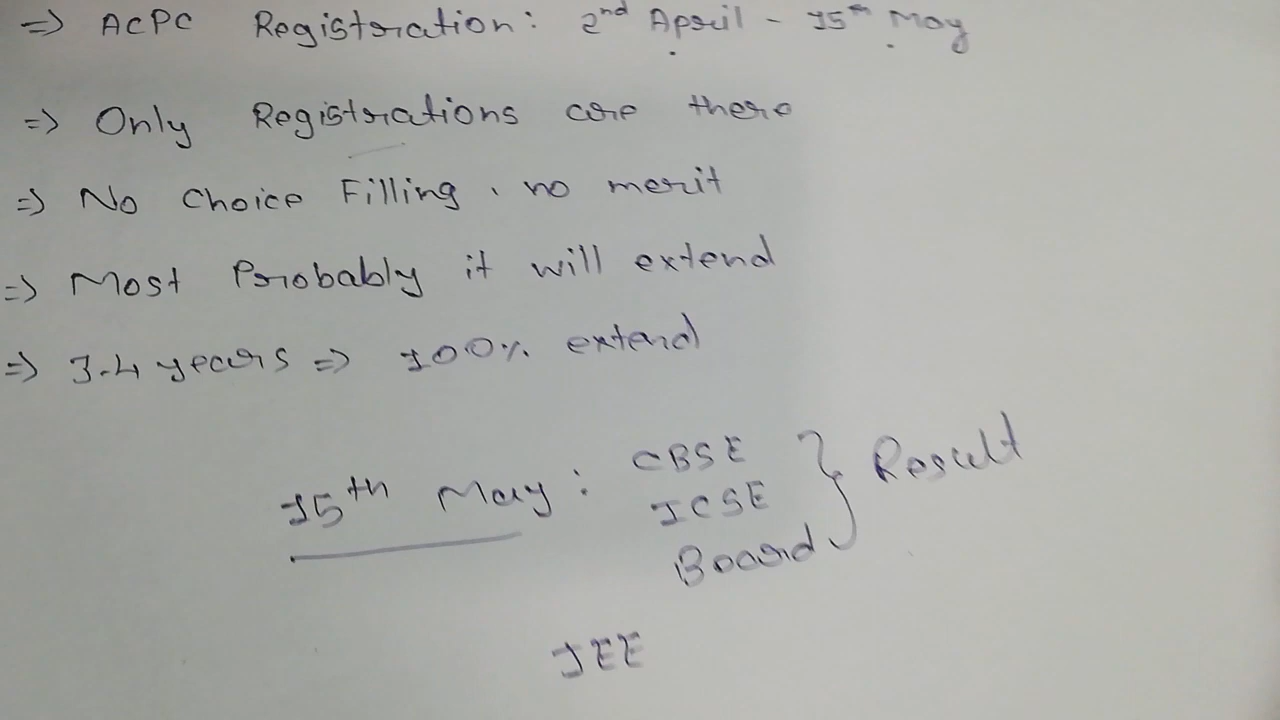 => ACPC Registration: 2nd April - 15th May
=> Only Registrations are there
=> No Choice Filling, no merit
=> Most Probably it will extend
=> 3-4 years => 100% extend
15th May: CBSE
ICSE
Board } Result
JEE